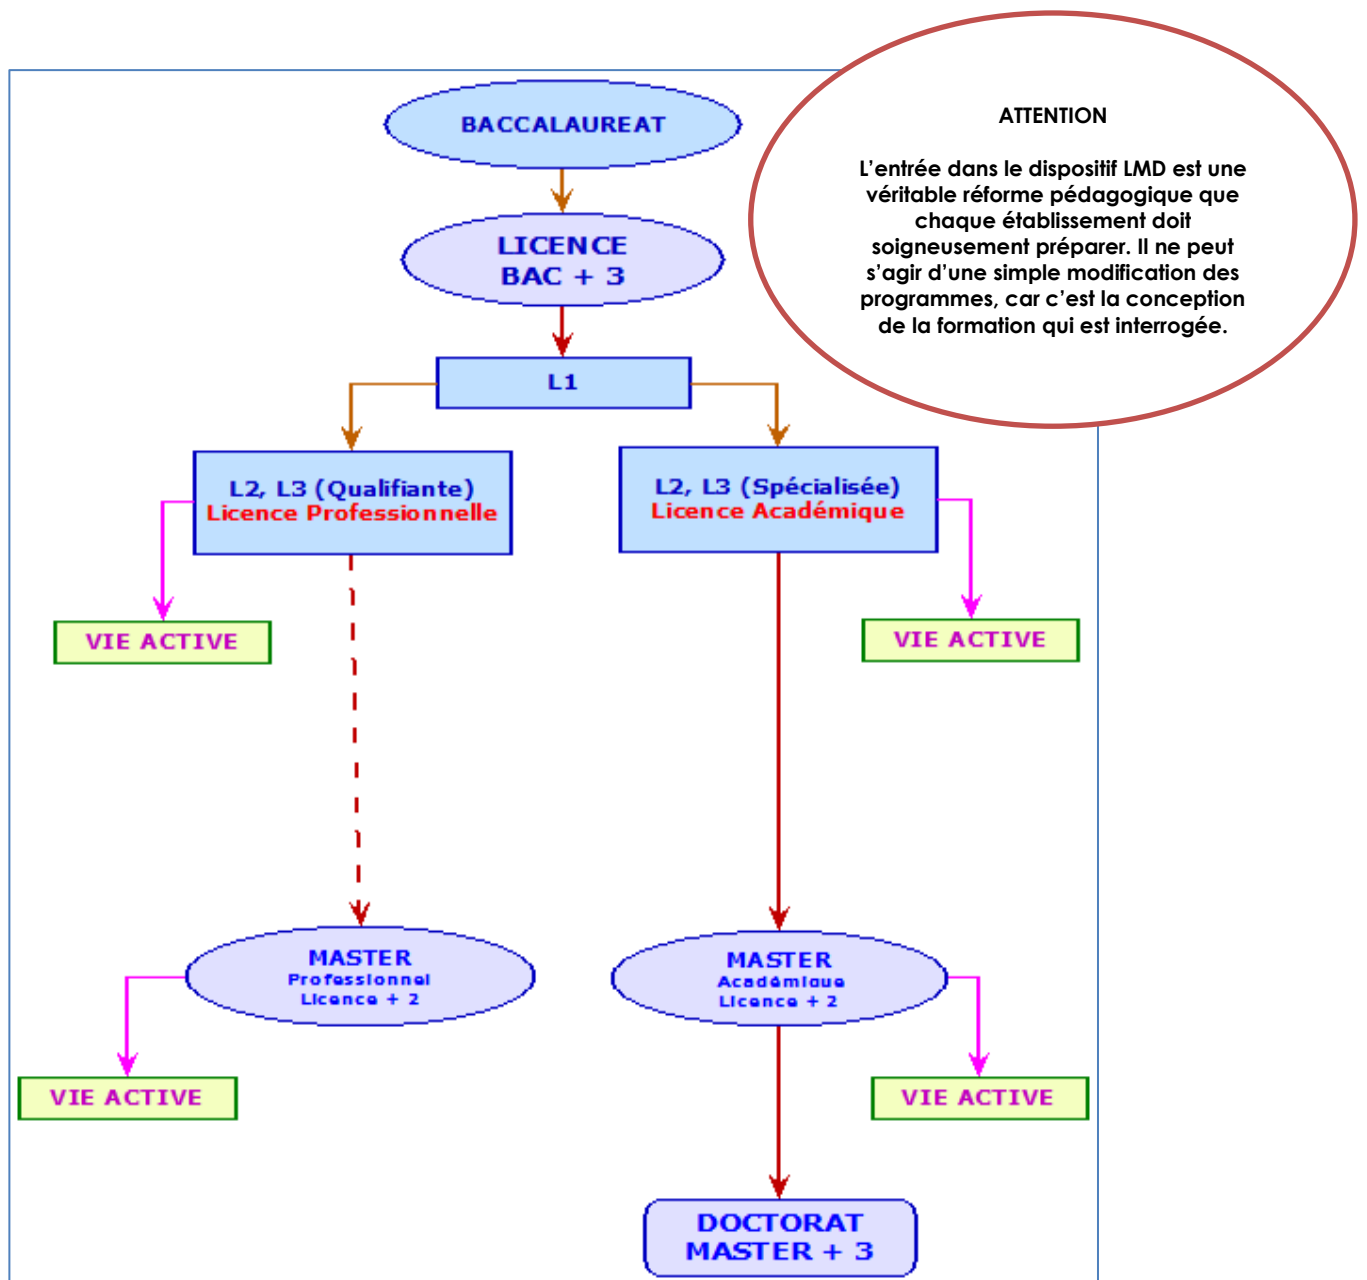 BACCALAUREAT
ATTENTION
L’entrée dans le dispositif LMD est une
véritable réforme pédagogique que
chaque établissement doit
soigneusement préparer. Il ne peut
s’agir d’une simple modification des
programmes, car c’est la conception
de la formation qui est interrogée.
LICENCE
BAC + 3
L1
L2, L3 (Qualifiante)
Licence Professionnelle
L2, L3 (Spécialisée)
Licence Académique
VIE ACTIVE
VIE ACTIVE
MASTER
Professionnel
Licence + 2
MASTER
Académique
Licence + 2
VIE ACTIVE
VIE ACTIVE
DOCTORAT
MASTER + 3